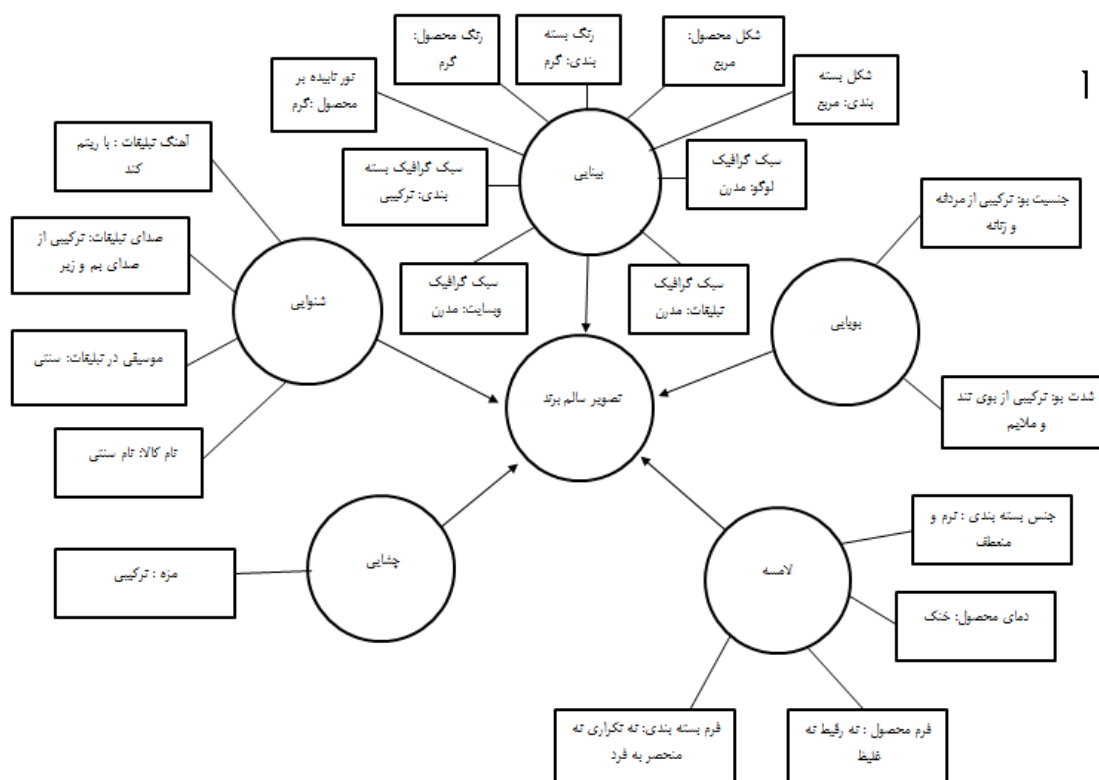 رنگ محصول:
گرم
رنگ بسته
بندی: گرم
شکل محصول:
مربع
شکل بسته
بندی: مربع
نور تابیده بر
محصول :گرم
سبک گرافیک بسته
بندی: ترکیبی
بینایی
سبک گرافیک
لوگو: مدرن
سبک گرافیک
وبسایت: مدرن
سبک گرافیک
تبلیغات: مدرن
آهنگ تبلیغات : با ریتم
کند
صدای تبلیغات: ترکیبی از
صدای بم و زیر
شنوایی
موسیقی در تبلیغات: سنتی
نام کالا: نام سنتی
جنسیت بو: ترکیبی از مردانه
و زنانه
بویایی
شدت بو: ترکیبی از بوی تند
و ملایم
تصویر سالم برند
چشایی
مزه : ترکیبی
لامسه
جنس بسته بندی : نرم و
منعطف
دمای محصول: خنک
فرم بسته بندی: نه تکراری نه
منحصر به فرد
فرم محصول : نه رقیط نه
غلیظ